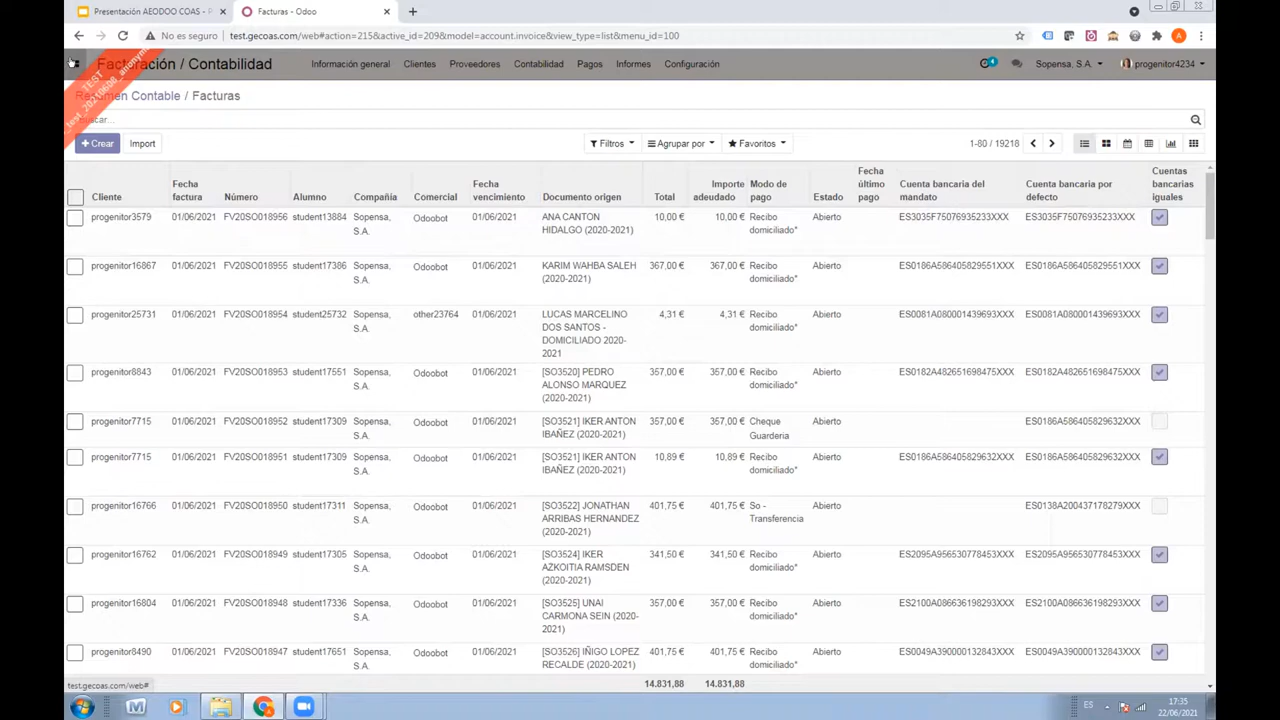 Presentación AEODOO COAS - P
Facturas - Odoo
No es seguro test.gecoas.com/web#action=215&active_id=209&model=account.invoice&view_type=list&menu_id=100
TEST
Facturación / Contabilidad Información general Clientes Proveedores Contabilidad Pagos Informes Configuración 4 Sopensa, S.A. progenitor4234
Resumen Contable / Facturas
Crear Import Filtros Agrupar por Favoritos 1-80 / 19218
Cliente Fecha factura Número Alumno Compañía Comercial Fecha vencimiento Documento origen Total Importe adeudado Modo de pago Estado Fecha último pago Cuenta bancaria del mandato Cuenta bancaria por defecto Cuentas bancarias iguales
progenitor3579 01/06/2021 FV20SO018956 student13884 Sopensa, S.A. Odoobot 01/06/2021 ANA CANTON HIDALGO (2020-2021) 10,00 € 10,00 € Recibo domiciliado* Abierto ES3035F75076935233XXX ES3035F75076935233XXX
progenitor16867 01/06/2021 FV20SO018955 student17386 Sopensa, S.A. Odoobot 01/06/2021 KARIM WAHBA SALEH (2020-2021) 367,00 € 367,00 € Recibo domiciliado* Abierto ES0186A586405829551XXX ES0186A586405829551XXX
progenitor25731 01/06/2021 FV20SO018954 student25732 Sopensa, S.A. other23764 01/06/2021 LUCAS MARCELINO DOS SANTOS - DOMICILIADO 2020-2021 4,31 € 4,31 € Recibo domiciliado* Abierto ES0081A080001439693XXX ES0081A080001439693XXX
progenitor8843 01/06/2021 FV20SO018953 student17551 Sopensa, S.A. Odoobot 01/06/2021 [SO3520] PEDRO ALONSO MARQUEZ (2020-2021) 357,00 € 357,00 € Recibo domiciliado* Abierto ES0182A482651698475XXX ES0182A482651698475XXX
progenitor7715 01/06/2021 FV20SO018952 student17309 Sopensa, S.A. Odoobot 01/06/2021 [SO3521] IKER ANTON IBAÑEZ (2020-2021) 357,00 € 357,00 € Cheque Guarderia Abierto ES0186A586405829632XXX
progenitor7715 01/06/2021 FV20SO018951 student17309 Sopensa, S.A. Odoobot 01/06/2021 [SO3521] IKER ANTON IBAÑEZ (2020-2021) 10,89 € 10,89 € Recibo domiciliado* Abierto ES0186A586405829632XXX ES0186A586405829632XXX
progenitor16766 01/06/2021 FV20SO018950 student17311 Sopensa, S.A. Odoobot 01/06/2021 [SO3522] JONATHAN ARRIBAS HERNANDEZ (2020-2021) 401,75 € 401,75 € So - Transferencia Abierto ES0138A200437178279XXX
progenitor16762 01/06/2021 FV20SO018949 student17305 Sopensa, S.A. Odoobot 01/06/2021 [SO3524] IKER AZKOITIA RAMSDEN (2020-2021) 341,50 € 341,50 € Recibo domiciliado* Abierto ES2095A956530778453XXX ES2095A956530778453XXX
progenitor16804 01/06/2021 FV20SO018948 student17336 Sopensa, S.A. Odoobot 01/06/2021 [SO3525] UNAI CARMONA SEIN (2020-2021) 357,00 € 357,00 € Recibo domiciliado* Abierto ES2100A086636198293XXX ES2100A086636198293XXX
progenitor8490 01/06/2021 FV20SO018947 student17651 Sopensa, S.A. Odoobot 01/06/2021 [SO3526] IÑIGO LOPEZ RECALDE (2020-2021) 401,75 € 401,75 € Recibo domiciliado* Abierto ES0049A390000132843XXX ES0049A390000132843XXX
14.831,88 14.831,88
test.gecoas.com/web#
ES 17:35
22/06/2021